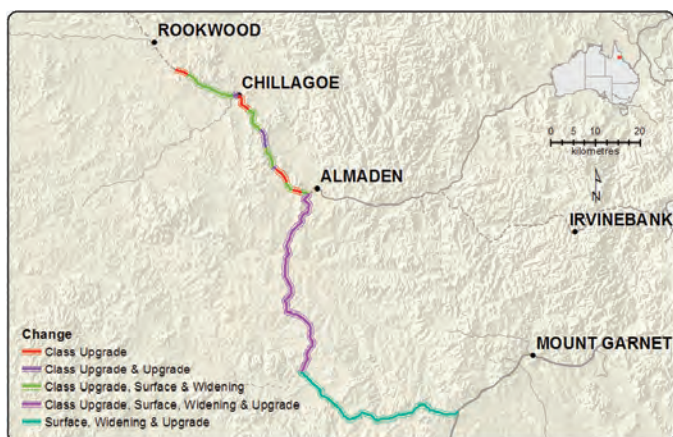 ROOKWOOD
CHILLAGOE
0 5 10 20
kilometres
N
ALMADEN
IRVINEBANK
MOUNT GARNET
Change
Class Upgrade
Class Upgrade & Upgrade
Class Upgrade, Surface & Widening
Class Upgrade, Surface, Widening & Upgrade
Surface, Widening & Upgrade